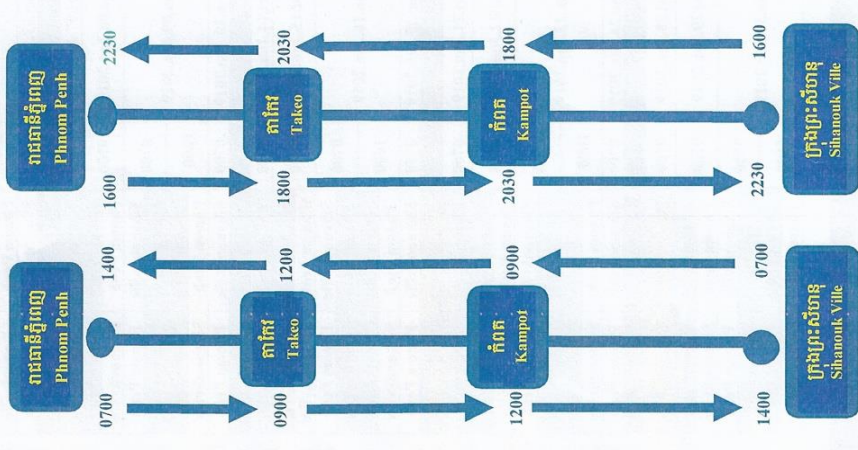 រាជធានីភ្នំពេញ
Phnom Penh
0700
1400
តាកែវ
Takeo
0900
1200
កំពត
Kampot
1200
0900
1400
0700
ក្រុងព្រះសីហនុ
Sihanouk Ville
រាជធានីភ្នំពេញ
Phnom Penh
1600
2230
តាកែវ
Takeo
1800
2030
កំពត
Kampot
2030
1800
2230
1600
ក្រុងព្រះសីហនុ
Sihanouk Ville